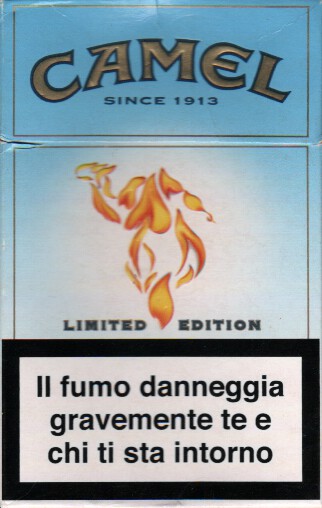 CAMEL
SINCE 1913
LIMITED EDITION
Il fumo danneggia
gravemente te e
chi ti sta intorno